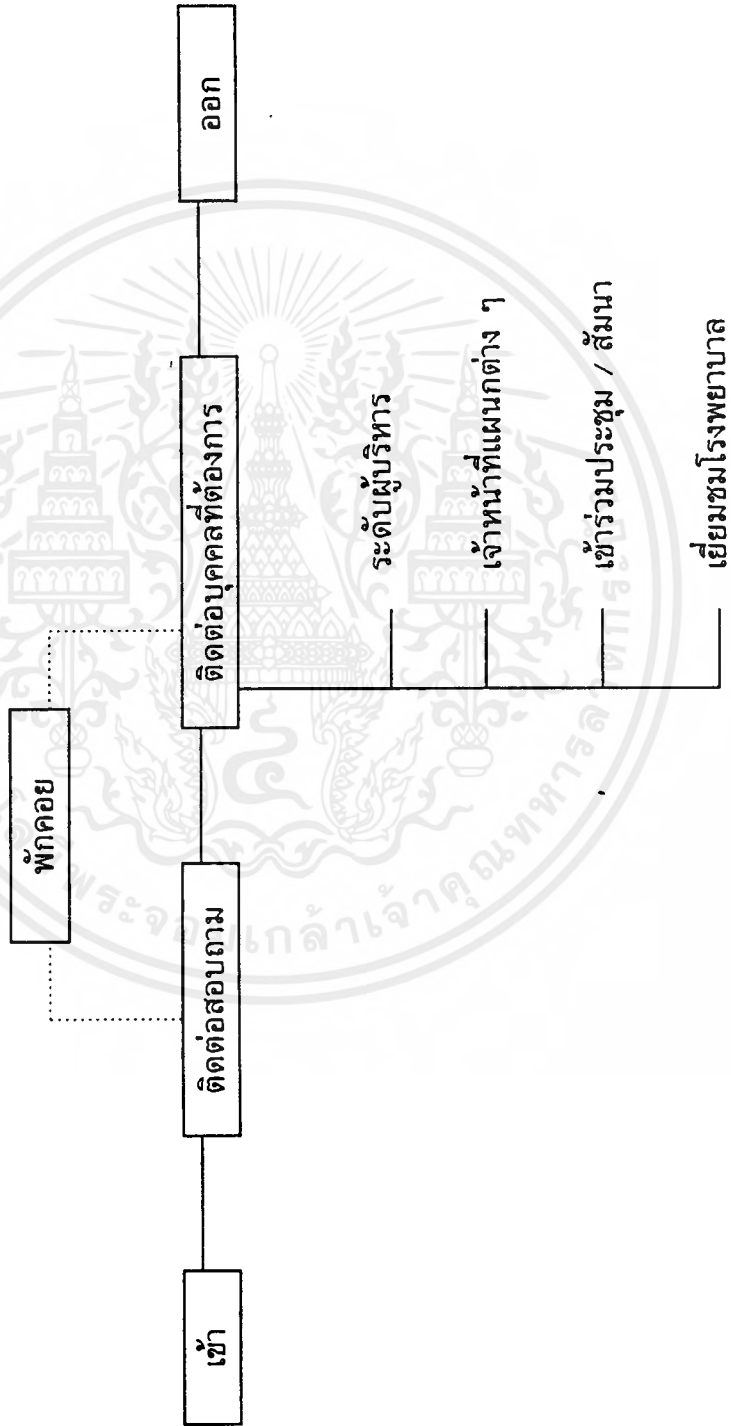 เข้า
ติดต่อสอบถาม
พักคอย
ติดต่อบุคคลที่ต้องการ
ออก
ระดับผู้บริหาร
เจ้าหน้าที่แผนกต่าง ๆ
เข้าร่วมประชุม / สัมนา
เยี่ยมชมโรงพยาบาล